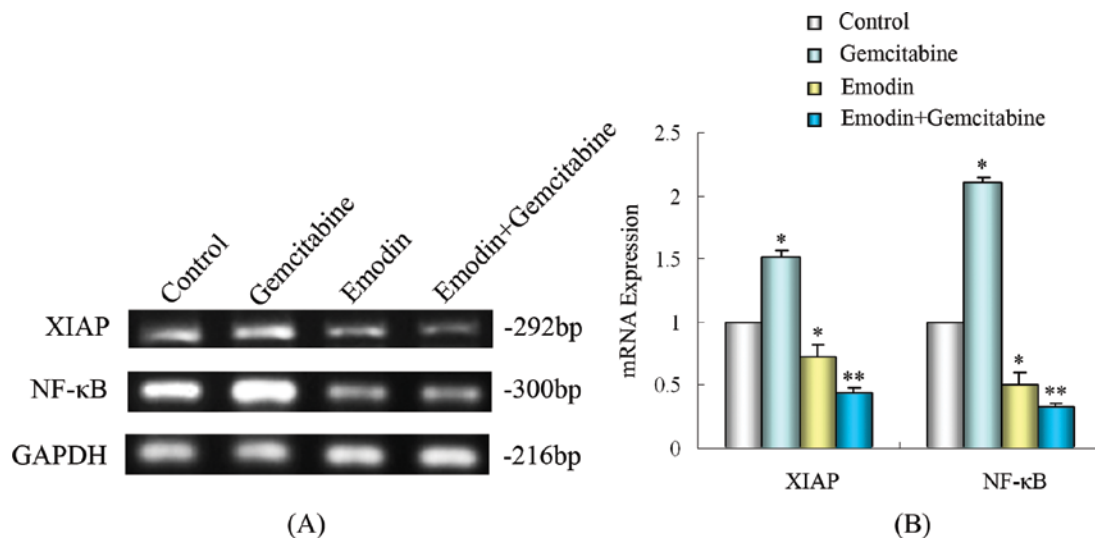 Control
Gemcitabine
Emodin
Emodin+Gemcitabine
XIAP
-292bp
NF-κB
-300bp
GAPDH
-216bp
(A)
Control
Gemcitabine
Emodin
Emodin+Gemcitabine
mRNA Expression
2.5
2
1.5
1
0.5
0
*
*
**
*
*
**
XIAP
NF-κB
(B)